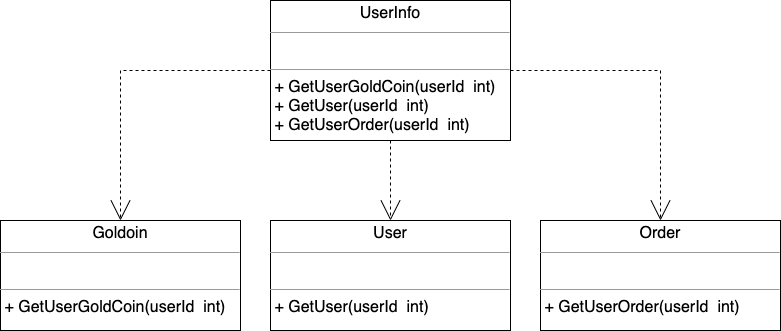 UserInfo
+ GetUserGoldCoin(userId int)
+ GetUser(userId int)
+ GetUserOrder(userId int)
Goldoin
+ GetUserGoldCoin(userId int)
User
+ GetUser(userId int)
Order
+ GetUserOrder(userId int)